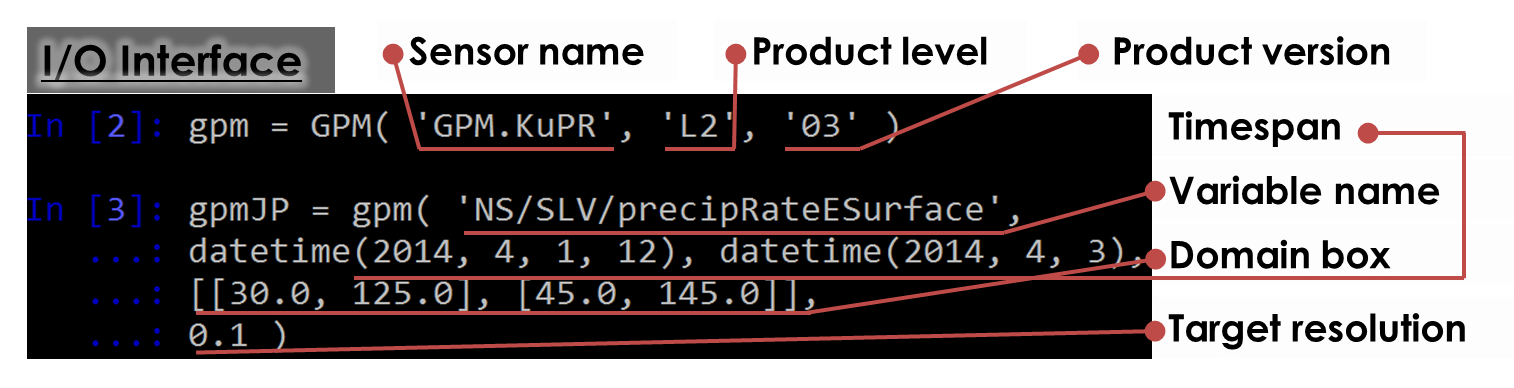 I/O Interface
Sensor name
Product level
Product version
In [2]: gpm = GPM( 'GPM.KuPR', 'L2', '03' )
Timespan
In [3]: gpmJP = gpm( 'NS/SLV/precipRateESurface',
Variable name
...: datetime(2014, 4, 1, 12), datetime(2014, 4, 3),
Domain box
...: [[30.0, 125.0], [45.0, 145.0]],
...: 0.1 )
Target resolution